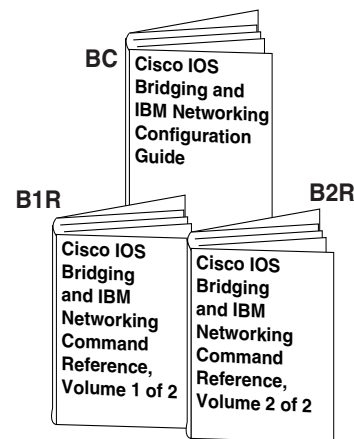 BC
Cisco IOS
Bridging and
IBM Networking
Configuration
Guide
B1R
Cisco IOS
Bridging
and IBM
Networking
Command
Reference,
Volume 1 of 2
B2R
Cisco IOS
Bridging
and IBM
Networking
Command
Reference,
Volume 2 of 2